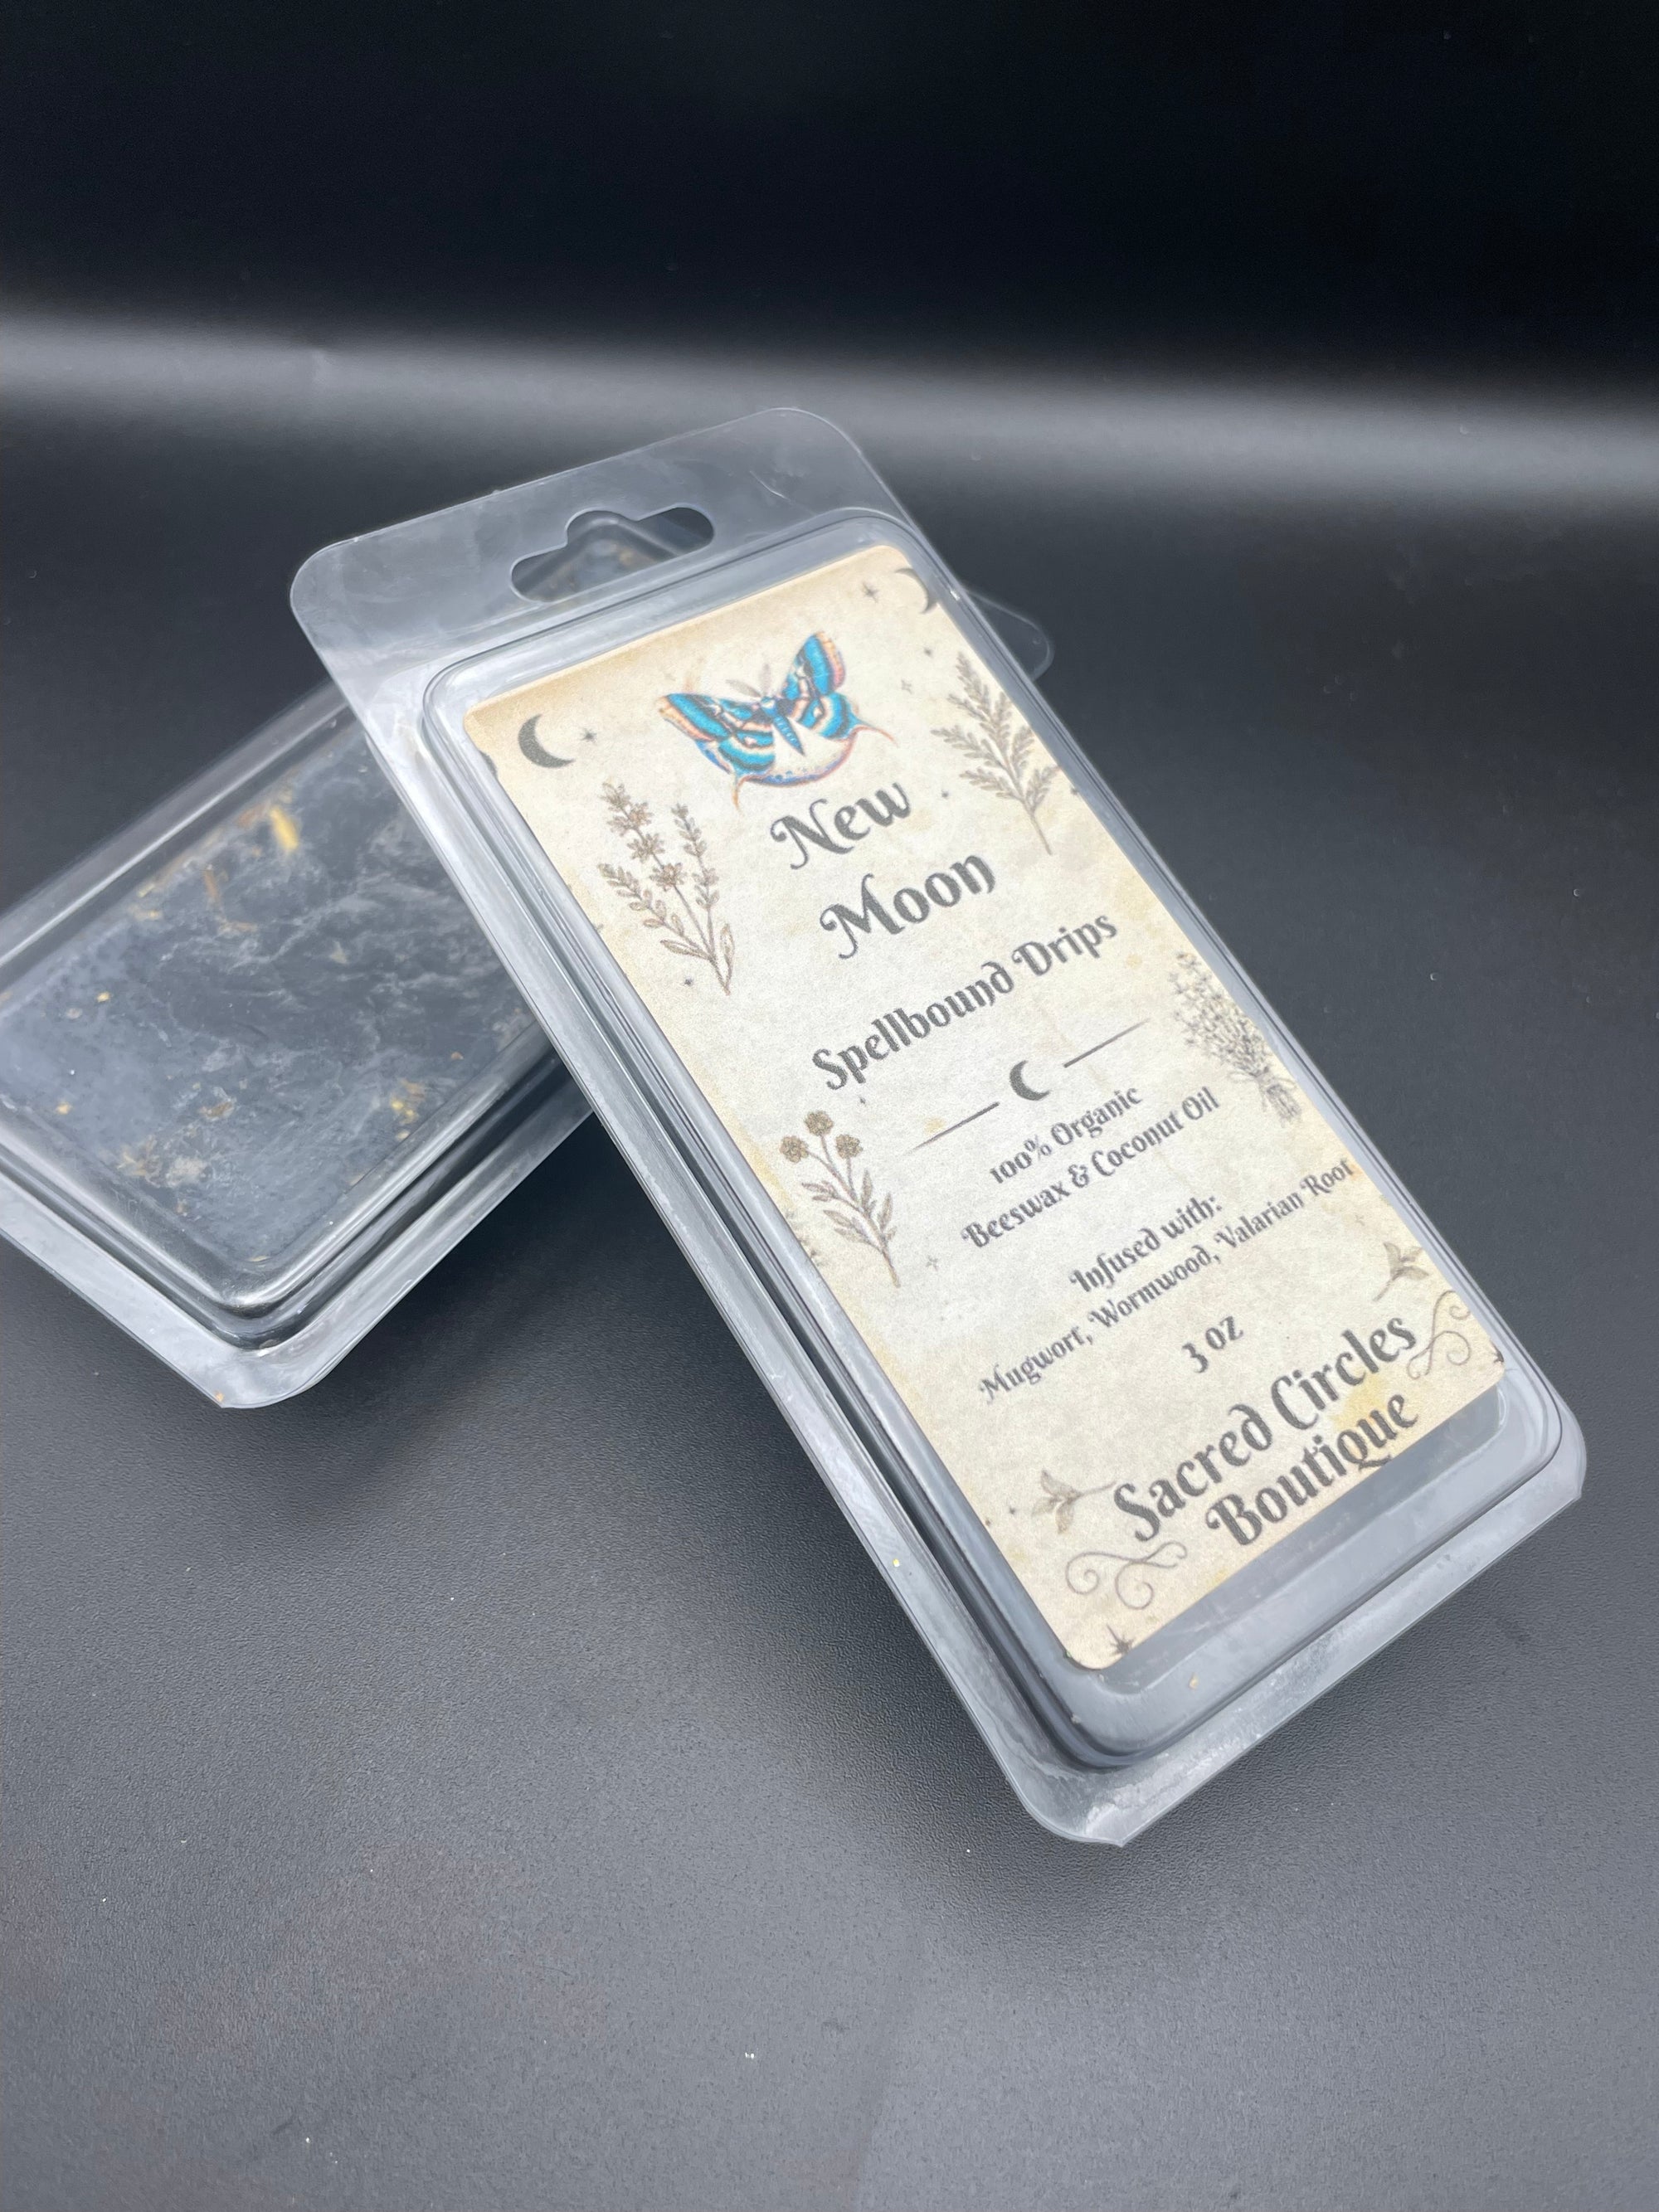 New
Moon
Spellbound Drips
100% Organic
Beeswax & Coconut Oil
Infused with:
Mugwort, Wormwood, Valarian Root
3 oz
Sacred Circles
Boutique